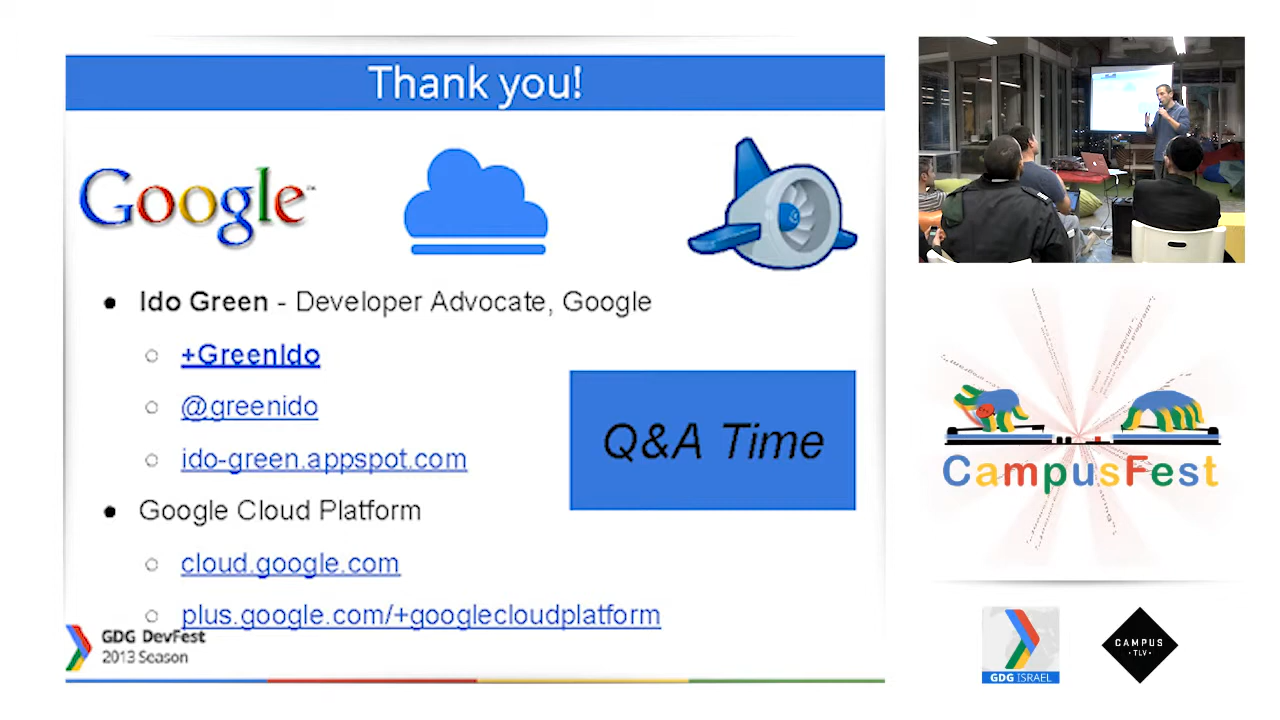 Thank you!
Google™
Ido Green - Developer Advocate, Google
+GreenIdo
@greenido
ido-green.appspot.com
Q&A Time
Google Cloud Platform
cloud.google.com
plus.google.com/+googlecloudplatform
GDG DevFest
2013 Season
CampusFest
GDG ISRAEL
CAMPUS
·TLV·